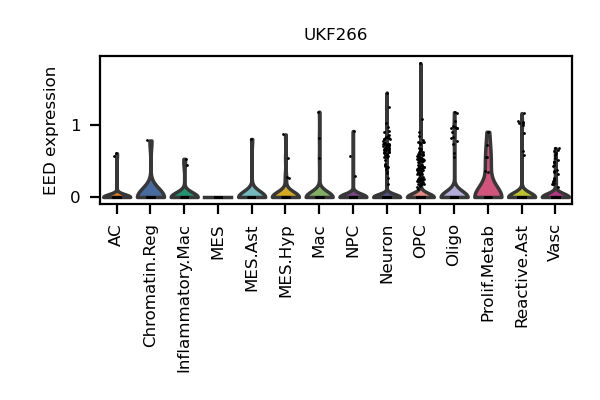 UKF266
EED expression
1
0
AC
Chromatin.Reg
Inflammatory.Mac
MES
MES.Ast
MES.Hyp
Mac
NPC
Neuron
OPC
Oligo
Prolif.Metab
Reactive.Ast
Vasc